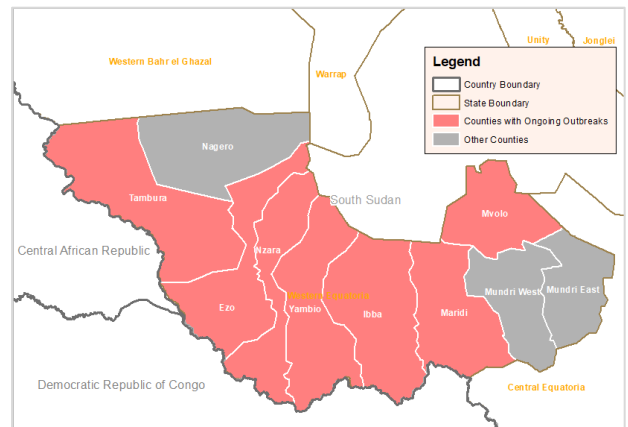 Unity
Jonglei
Western Bahr el Ghazal
Warrap
Legend
Country Boundary
State Boundary
Counties with Ongoing Outbreaks
Other Counties
Nagero
Tambura
South Sudan
Mvolo
Central African Republic
Nzara
Mundri West
Mundri East
Western Equatoria
Ezo
Yambio
Ibba
Maridi
Democratic Republic of Congo
Central Equatoria